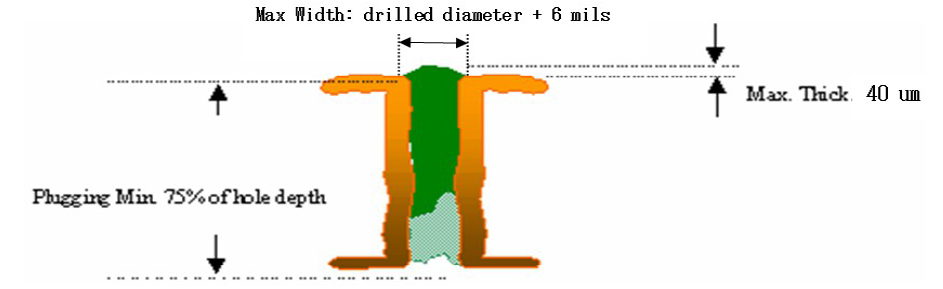 Max Width: drilled diameter + 6 mils
Max. Thick. 40 um
Plugging Min. 75% of hole depth